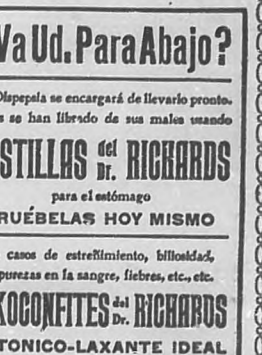 Va Ud. Para Abajo?
Dispepsia se encargará de llevarlo pronto.
s se han librado de sus males usando
STILLAS del Dr. RICHARDS
para el estómago
RUÉBELAS HOY MISMO
casos de estreñimiento, biliosidad,
purezas en la sangre, fiebres, etc., etc.
XOCONFITES del Dr. RICHARDS
TONICO-LAXANTE IDEAL